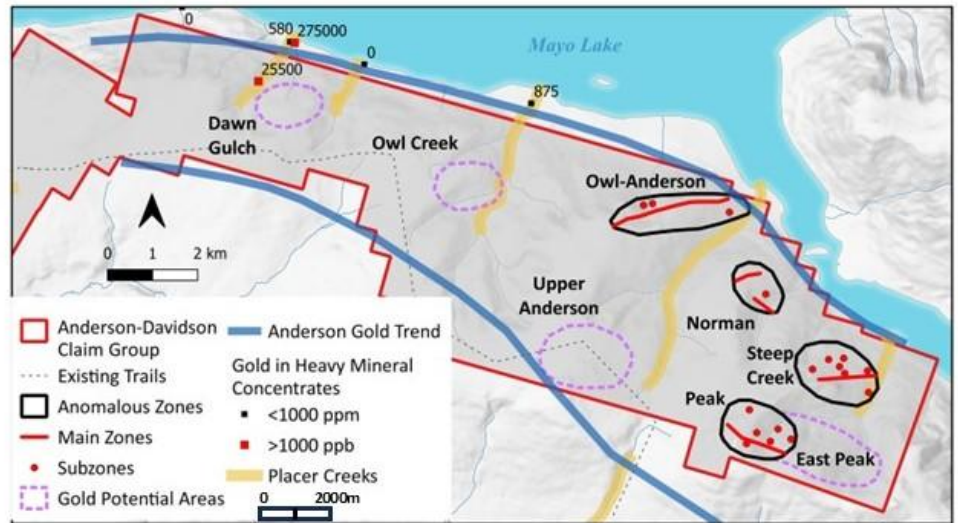 0
580 275000
0
Mayo Lake
25500
875
Dawn
Gulch
Owl Creek
Owl-Anderson
0 1 2 km
Upper
Anderson
Norman
Steep
Creek
Peak
East Peak
Anderson-Davidson
Claim Group
Existing Trails
Anomalous Zones
Main Zones
Subzones
Gold Potential Areas
Anderson Gold Trend
Gold in Heavy Mineral
Concentrates
<1000 ppm
>1000 ppb
Placer Creeks
0 2000m